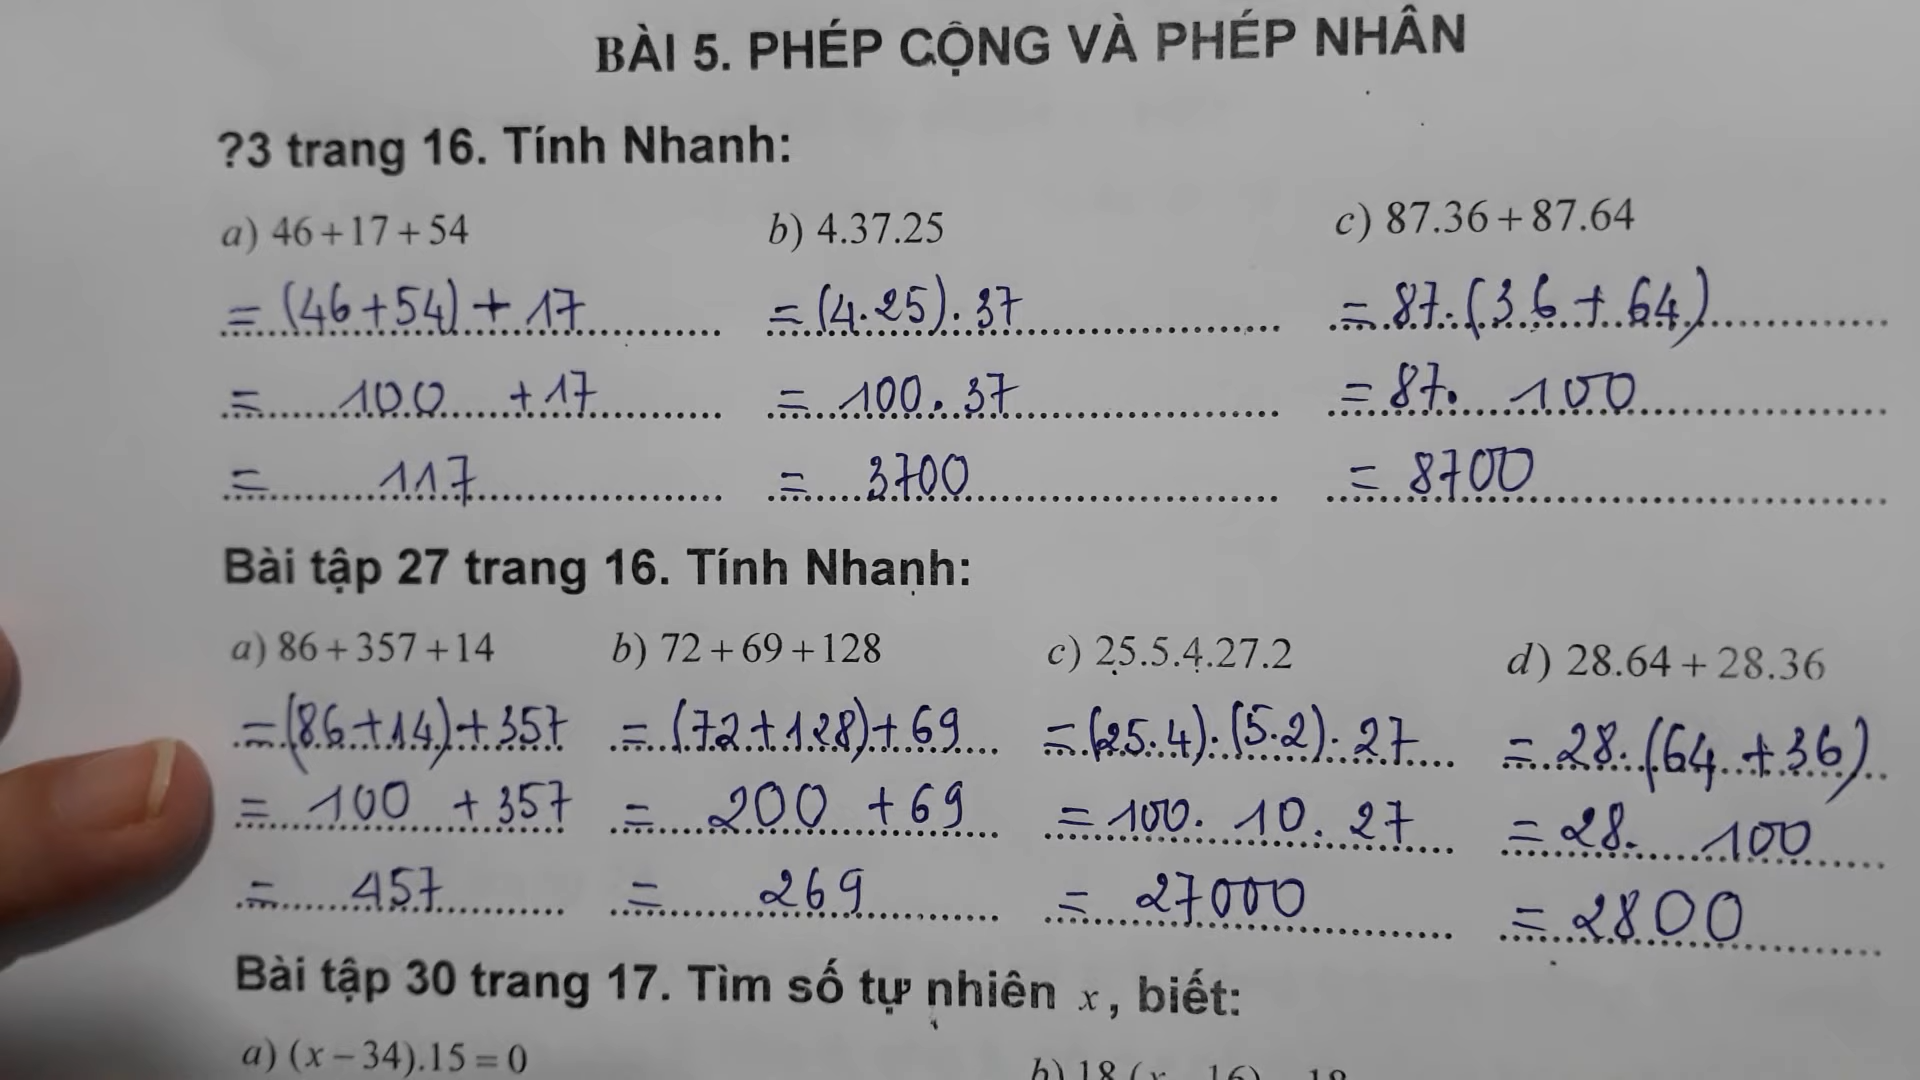 BÀI 5. PHÉP CỘNG VÀ PHÉP NHÂN
?3 trang 16. Tính Nhanh:
a) 46+17+54 b) 4.37.25 c) 87.36+87.64
= (46+54) + 17 = (4.25).37 = 87.(36+64)
= 100 +17 = 100.37 = 87. 100
= 117 = 3700 = 8700
Bài tập 27 trang 16. Tính Nhanh:
a) 86+357+14 b) 72+69+128 c) 25.5.4.27.2 d) 28.64+28.36
= (86+14)+357 = (72+128)+69 = (25.4).(5.2).27 = 28.(64+36)
= 100 +357 = 200 +69 = 100. 10. 27 = 28. 100
= 457 = 269 = 27000 = 2800
Bài tập 30 trang 17. Tìm số tự nhiên x, biết:
a) (x−34).15=0